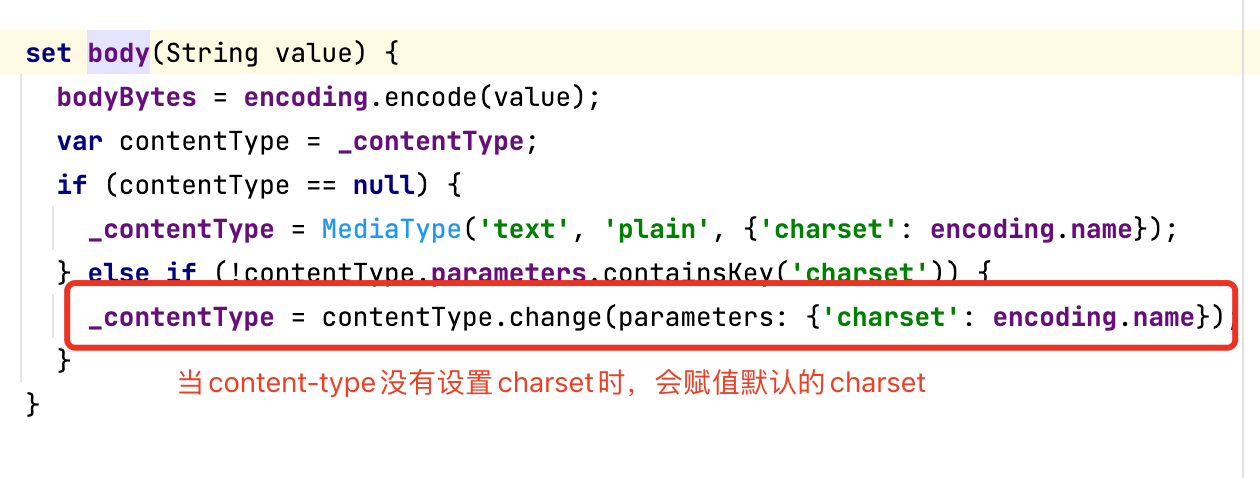 set body(String value) {
bodyBytes = encoding.encode(value);
var contentType = _contentType;
if (contentType == null) {
_contentType = MediaType('text', 'plain', {'charset': encoding.name});
} else if (!contentType.parameters.containsKey('charset')) {
_contentType = contentType.change(parameters: {'charset': encoding.name});
}
当content-type没有设置charset时，会赋值默认的charset
}